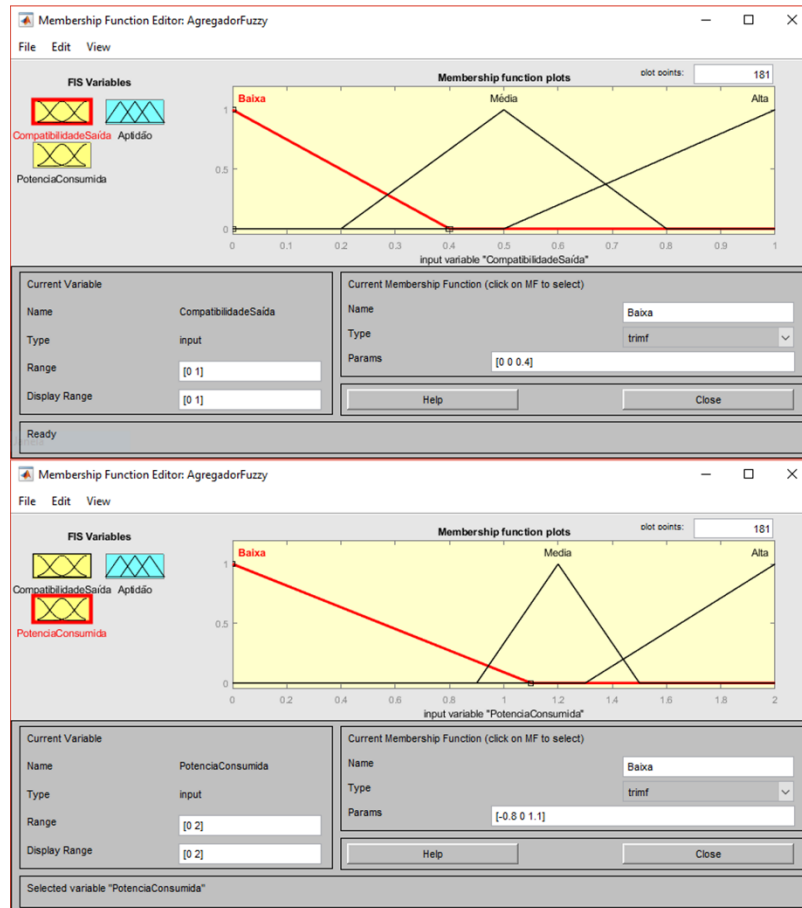 Membership Function Editor: AgregadorFuzzy
File Edit View
FIS Variables
CompatibilidadeSaída Aptidão
PotenciaConsumida
Membership function plots
plot points: 181
Baixa Média Alta
1
0.5
0
0 0.1 0.2 0.3 0.4 0.5 0.6 0.7 0.8 0.9 1
input variable "CompatibilidadeSaída"
Current Variable
Name CompatibilidadeSaída
Type input
Range [0 1]
Display Range [0 1]
Current Membership Function (click on MF to select)
Name Baixa
Type trimf
Params [0 0 0.4]
Help Close
Ready
Membership Function Editor: AgregadorFuzzy
File Edit View
FIS Variables
CompatibilidadeSaída Aptidão
PotenciaConsumida
Membership function plots
plot points: 181
Baixa Media Alta
1
0.5
0
0 0.2 0.4 0.6 0.8 1 1.2 1.4 1.6 1.8 2
input variable "PotenciaConsumida"
Current Variable
Name PotenciaConsumida
Type input
Range [0 2]
Display Range [0 2]
Current Membership Function (click on MF to select)
Name Baixa
Type trimf
Params [-0.8 0 1.1]
Help Close
Selected variable "PotenciaConsumida"